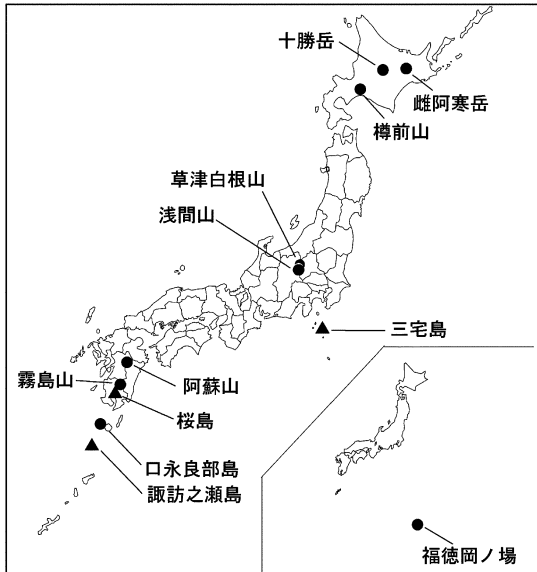 十勝岳
雌阿寒岳
樽前山
草津白根山
浅間山
三宅島
霧島山
阿蘇山
桜島
口永良部島
諏訪之瀬島
福徳岡ノ場